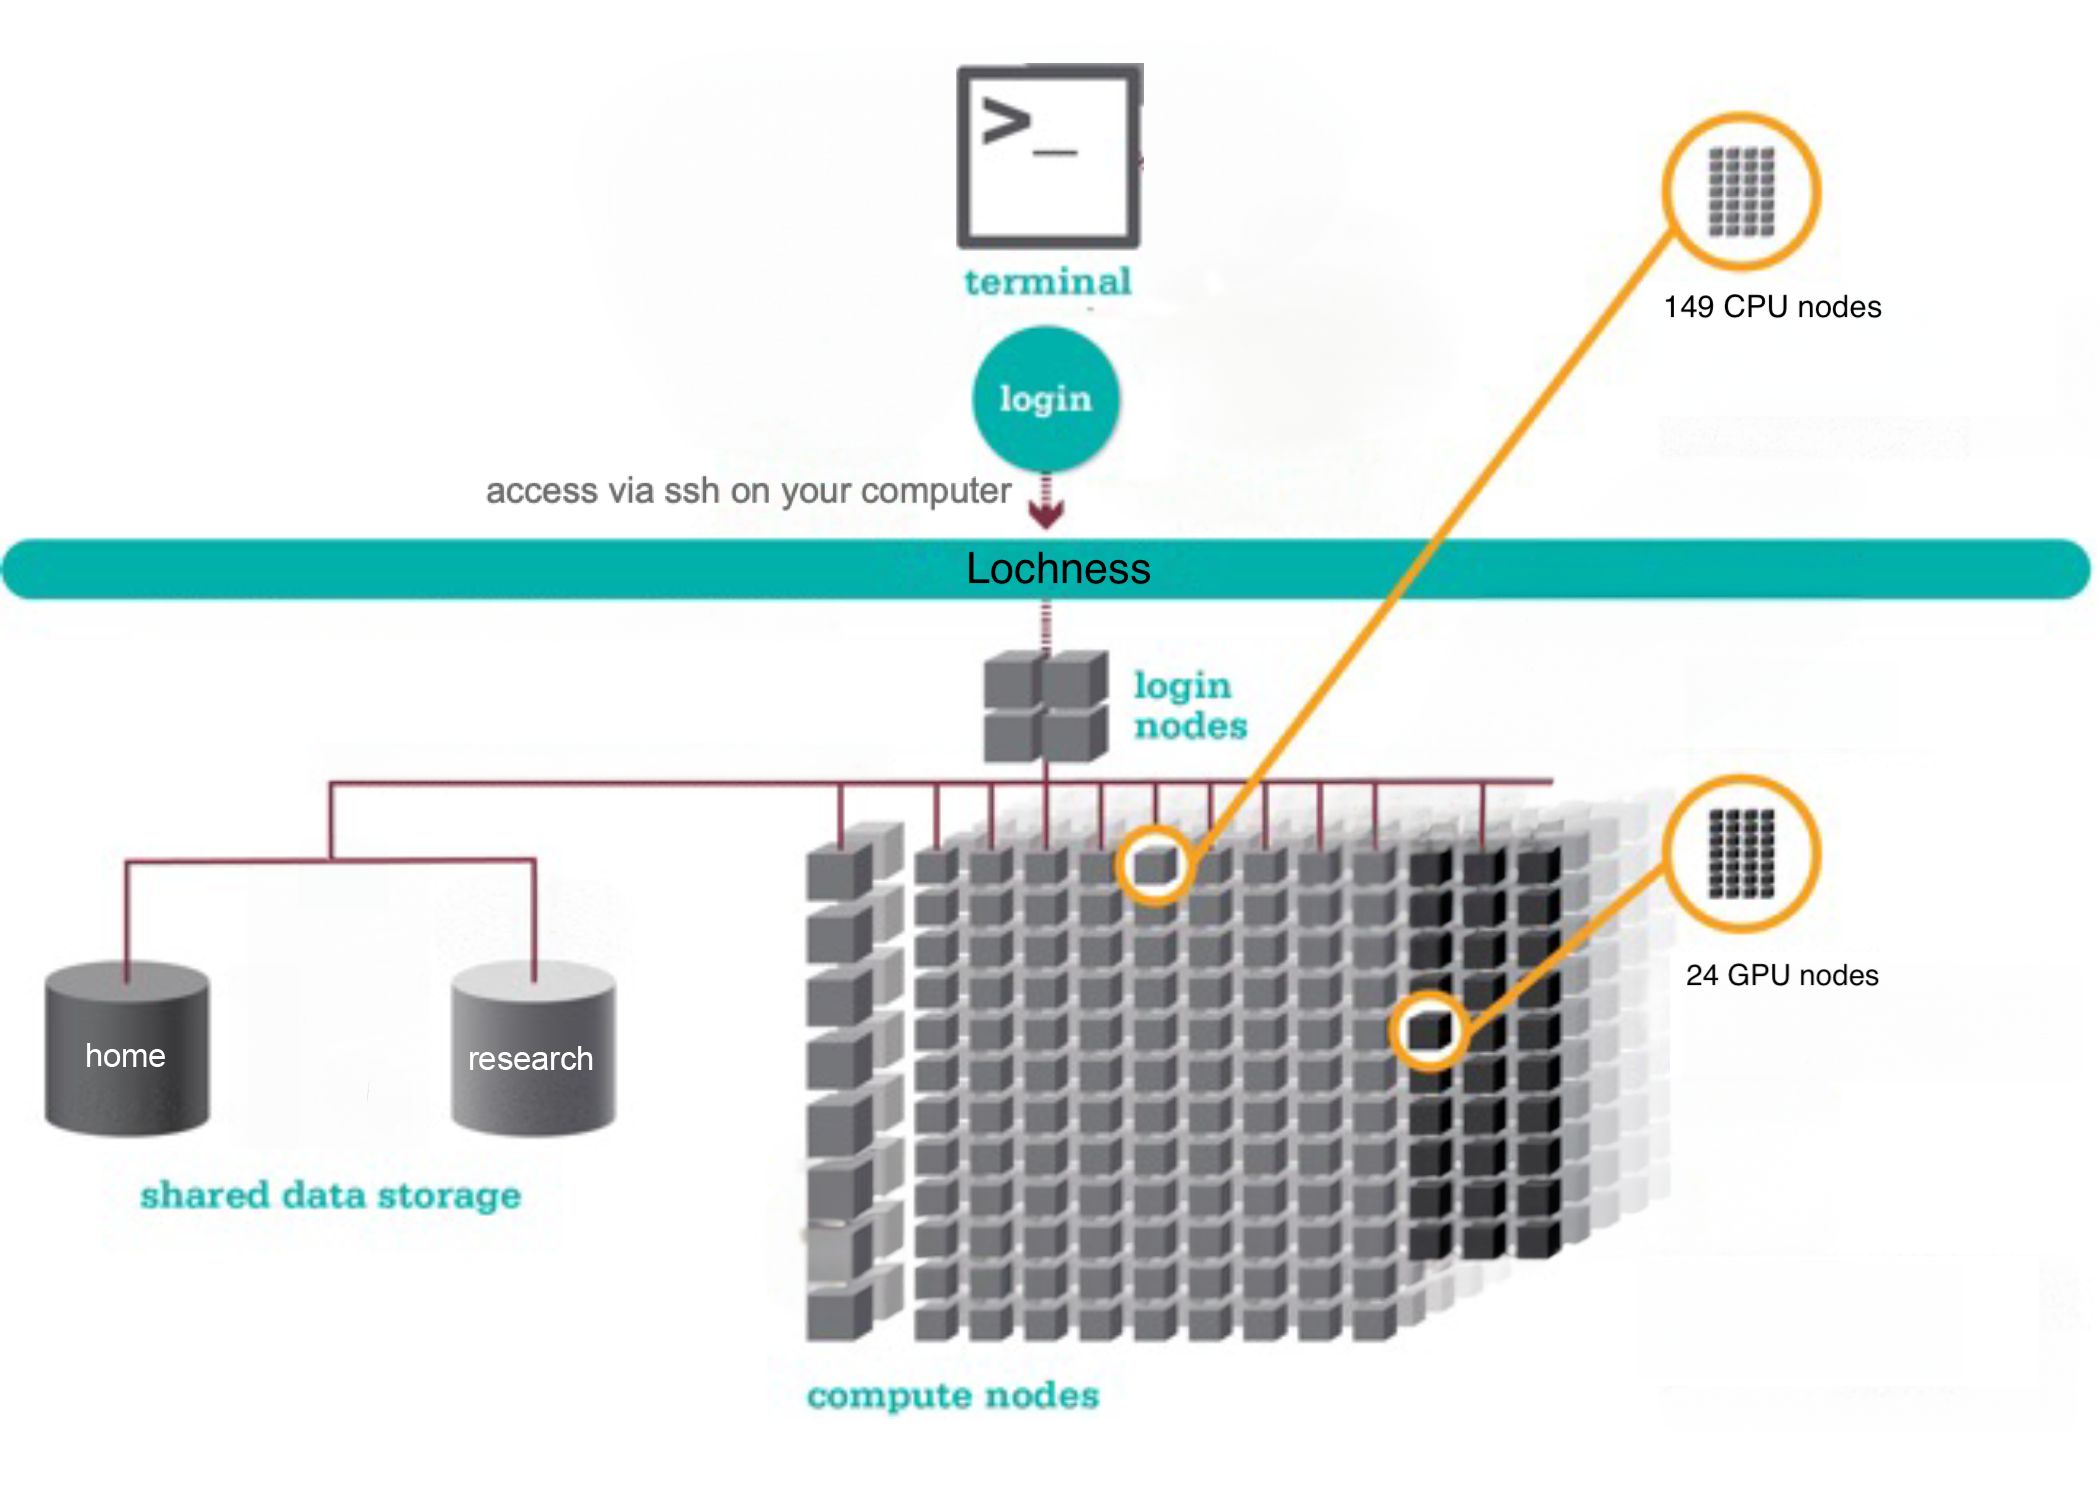 >_
terminal
149 CPU nodes
login
access via ssh on your computer
Lochness
login
nodes
24 GPU nodes
home
research
shared data storage
compute nodes